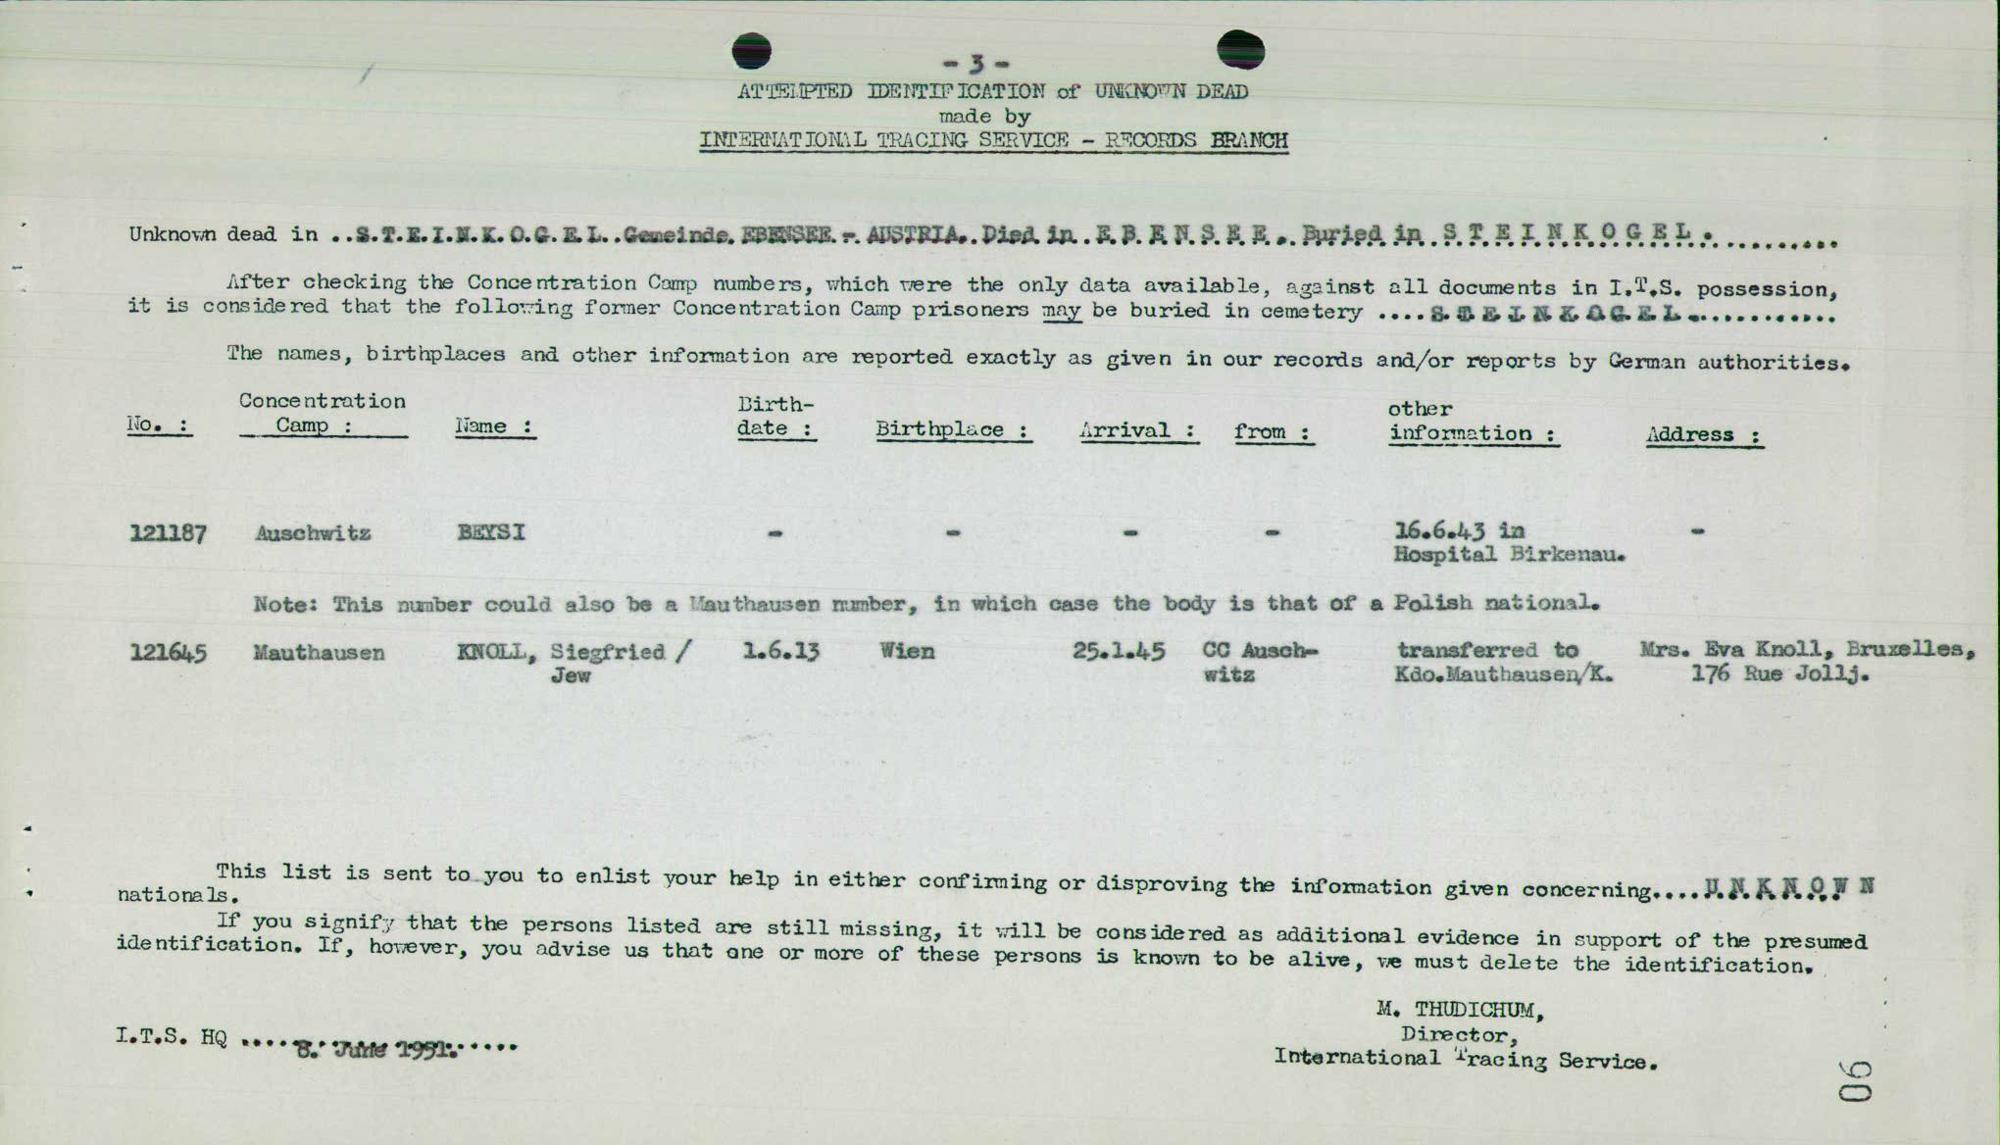 - 3 -
ATTEMPTED IDENTIFICATION of UNKNOWN DEAD
made by
INTERNATIONAL TRACING SERVICE - RECORDS BRANCH
Unknown dead in ..S.T.E.I.N.K.O.G.E.L..Gemeinde.EBENSEE.-.AUSTRIA..Died.in..E.B.E.N.S.E.E...Buried.in..S.T.E.I.N.K.O.G.E.L...........
After checking the Concentration Camp numbers, which were the only data available, against all documents in I.T.S. possession,
it is considered that the following former Concentration Camp prisoners may be buried in cemetery ....S.T.E.I.N.K.O.G.E.L............
The names, birthplaces and other information are reported exactly as given in our records and/or reports by German authorities.
No. : Concentration Camp : Name : Birth-date : Birthplace : Arrival : from : other information : Address :
121187 Auschwitz BEYSI - - - - 16.6.43 in -
Hospital Birkenau.
Note: This number could also be a Mauthausen number, in which case the body is that of a Polish national.
121645 Mauthausen KNOLL, Siegfried / 1.6.13 Wien 25.1.45 CC Ausch- transferred to Mrs. Eva Knoll, Bruxelles,
Jew witz Kdo.Mauthausen/K. 176 Rue Jollj.
This list is sent to you to enlist your help in either confirming or disproving the information given concerning....U.N.K.N.O.W N
nationals.
If you signify that the persons listed are still missing, it will be considered as additional evidence in support of the presumed
identification. If, however, you advise us that one or more of these persons is known to be alive, we must delete the identification.
M. THUDICHUM,
Director,
International Tracing Service.
I.T.S. HQ .....8. June 1951......
90